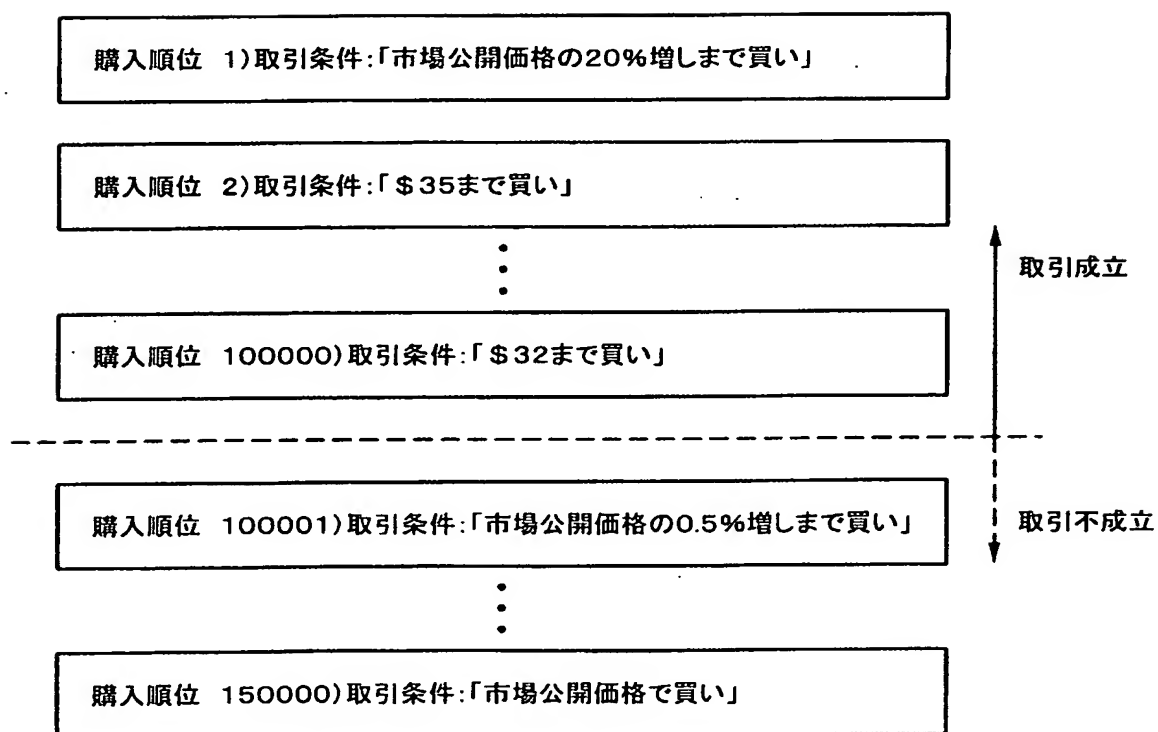 購入順位 1)取引条件:「市場公開価格の20%増しまで買い」
購入順位 2)取引条件:「$35まで買い」
取引成立
購入順位 100000)取引条件:「$32まで買い」
購入順位 100001)取引条件:「市場公開価格の0.5%増しまで買い」
取引不成立
購入順位 150000)取引条件:「市場公開価格で買い」